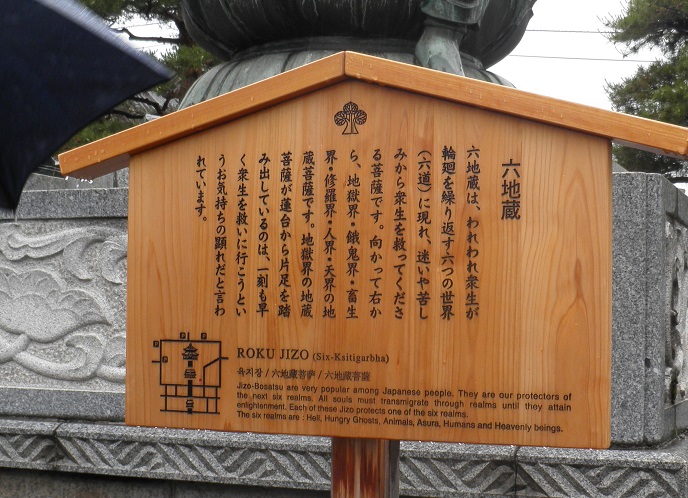 六地蔵
六地蔵は、われわれ衆生が
輪廻を繰り返す六つの世界
(六道)に現れ、迷いや苦し
みから衆生を救ってくださ
る菩薩です。向かって右か
ら、地獄界・餓鬼界・畜生
界・修羅界・人界・天界の地
蔵菩薩です。地獄界の地蔵
菩薩が蓮台から片足を踏
み出しているのは、一刻も早
く衆生を救いに行こうとい
うお気持ちの顕れだと言わ
れています。
ROKU JIZO (Six-Ksitigarbha)
육지장 / 六地藏菩萨 / 六地藏菩薩
Jizo-Bosatsu are very popular among Japanese people. They are our protectors of
the next six realms. All souls must transmigrate through realms until they attain
enlightenment. Each of these Jizo protects one of the six realms.
The six realms are : Hell, Hungry Ghosts, Animals, Asura, Humans and Heavenly beings.